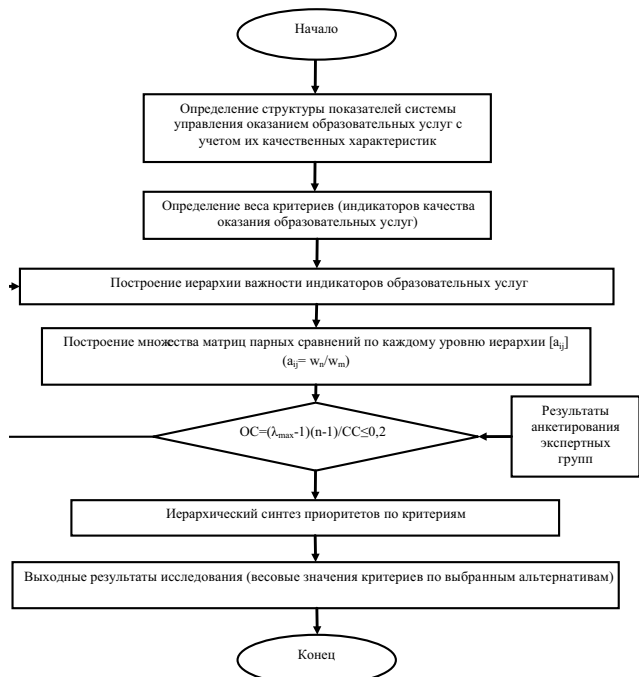 Начало
Определение структуры показателей системы
управления оказанием образовательных услуг с
учетом их качественных характеристик
Определение веса критериев (индикаторов качества
оказания образовательных услуг)
Построение иерархии важности индикаторов образовательных услуг
Построение множества матриц парных сравнений по каждому уровню иерархии [aij]
(aij= wn/wm)
ОС=(λmax-1)(n-1)/СС≤0,2
Результаты
анкетирования
экспертных
групп
Иерархический синтез приоритетов по критериям
Выходные результаты исследования (весовые значения критериев по выбранным альтернативам)
Конец